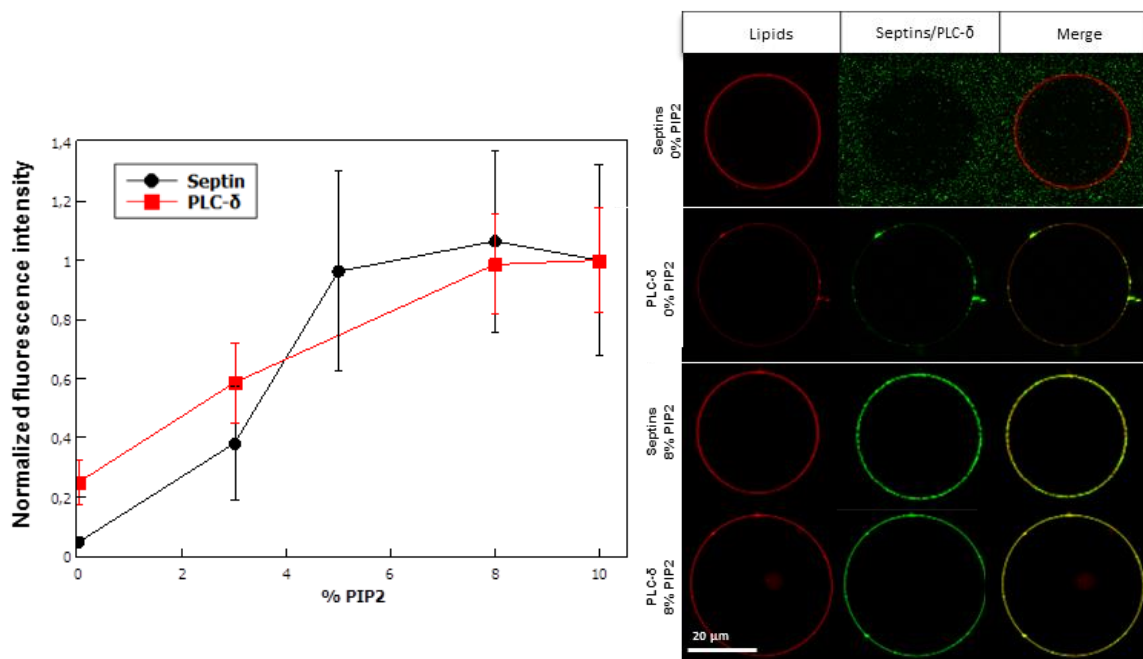 Normalized fluorescence intensity
1,4
1,2
1
0,8
0,6
0,4
0,2
0
0
2
4
6
8
10
% PIP2
Septin
PLC-δ
Lipids
Septins/PLC-δ
Merge
Septins
0% PIP2
PLC-δ
0% PIP2
Septins
8% PIP2
PLC-δ
8% PIP2
20 µm